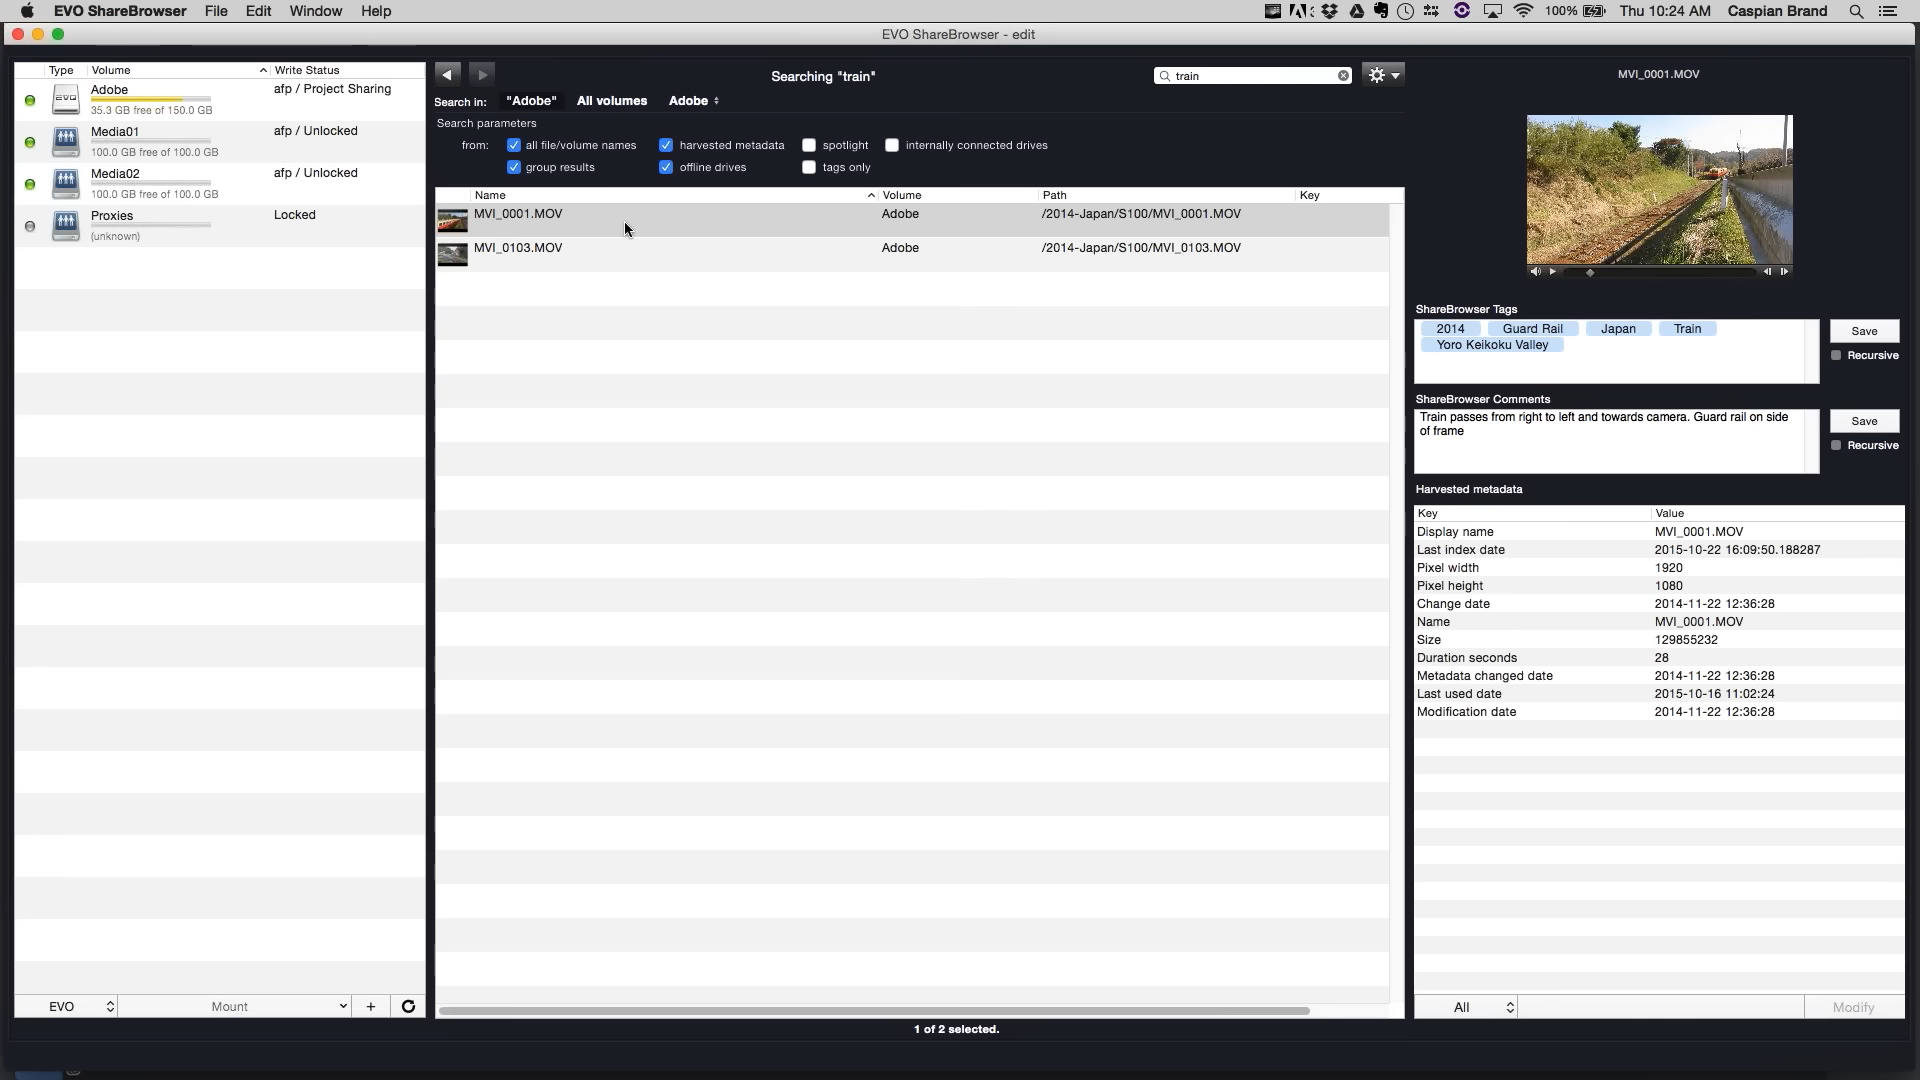 EVO ShareBrowser File Edit Window Help
100% Thu 10:24 AM Caspian Brand
EVO ShareBrowser - edit
Type Volume Write Status
Adobe afp / Project Sharing
35.3 GB free of 150.0 GB
Media01 afp / Unlocked
100.0 GB free of 100.0 GB
Media02 afp / Unlocked
100.0 GB free of 100.0 GB
Proxies Locked
(unknown)
EVO Mount +
Searching "train"
train
Search in: "Adobe" All volumes Adobe
Search parameters
from: all file/volume names harvested metadata spotlight internally connected drives
group results offline drives tags only
Name Volume Path Key
MVI_0001.MOV Adobe /2014-Japan/S100/MVI_0001.MOV
MVI_0103.MOV Adobe /2014-Japan/S100/MVI_0103.MOV
1 of 2 selected.
MVI_0001.MOV
ShareBrowser Tags
2014 Guard Rail Japan Train
Yoro Keikoku Valley
Save
Recursive
ShareBrowser Comments
Train passes from right to left and towards camera. Guard rail on side
of frame
Save
Recursive
Harvested metadata
Key Value
Display name MVI_0001.MOV
Last index date 2015-10-22 16:09:50.188287
Pixel width 1920
Pixel height 1080
Change date 2014-11-22 12:36:28
Name MVI_0001.MOV
Size 129855232
Duration seconds 28
Metadata changed date 2014-11-22 12:36:28
Last used date 2015-10-16 11:02:24
Modification date 2014-11-22 12:36:28
All Modify